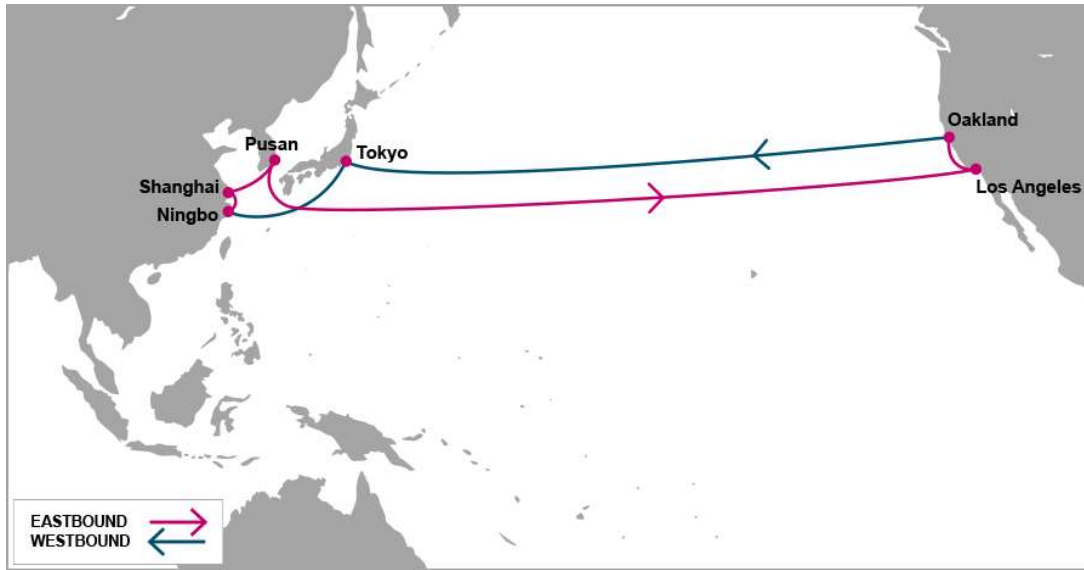 Oakland
Pusan
Tokyo
Shanghai
Los Angeles
Ningbo
EASTBOUND
WESTBOUND